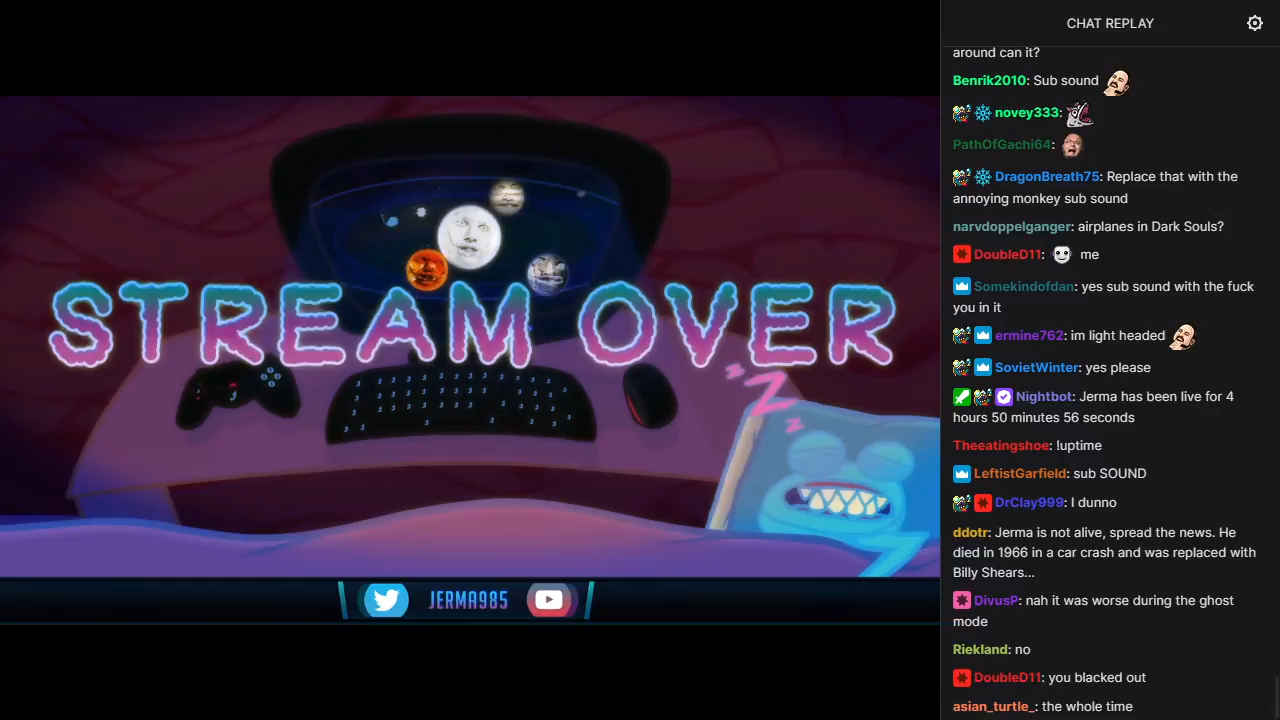 STREAM OVER
z
Z
z
JERMA985
CHAT REPLAY
around can it?
Benrik2010: Sub sound
novey333:
PathOfGachi64:
DragonBreath75: Replace that with the
annoying monkey sub sound
narvdoppelganger: airplanes in Dark Souls?
DoubleD11: me
Somekindofdan: yes sub sound with the fuck
you in it
ermine762: im light headed
SovietWinter: yes please
Nightbot: Jerma has been live for 4
hours 50 minutes 56 seconds
Theeatingshoe: !uptime
LeftistGarfield: sub SOUND
DrClay999: I dunno
ddotr: Jerma is not alive, spread the news. He
died in 1966 in a car crash and was replaced with
Billy Shears...
DivusP: nah it was worse during the ghost
mode
Riekland: no
DoubleD11: you blacked out
asian_turtle_: the whole time